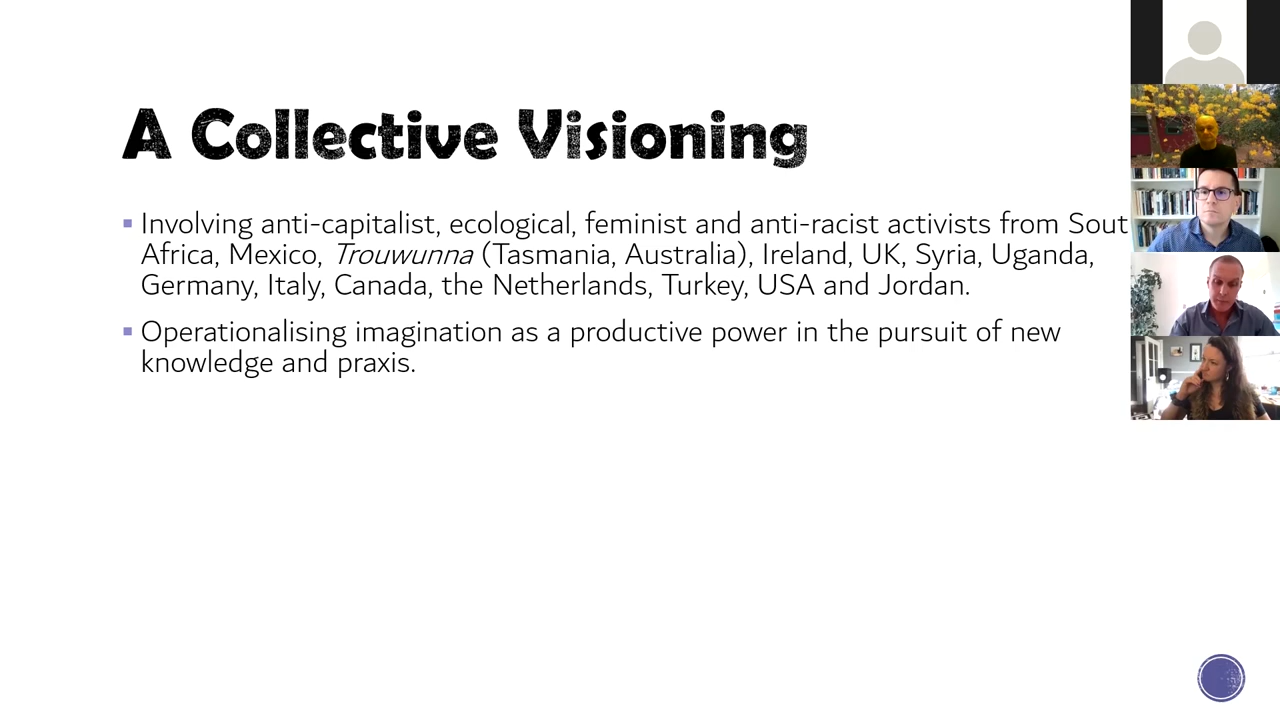 A Collective Visioning
Involving anti-capitalist, ecological, feminist and anti-racist activists from Sout
Africa, Mexico, Trouwunna (Tasmania, Australia), Ireland, UK, Syria, Uganda,
Germany, Italy, Canada, the Netherlands, Turkey, USA and Jordan.
Operationalising imagination as a productive power in the pursuit of new
knowledge and praxis.